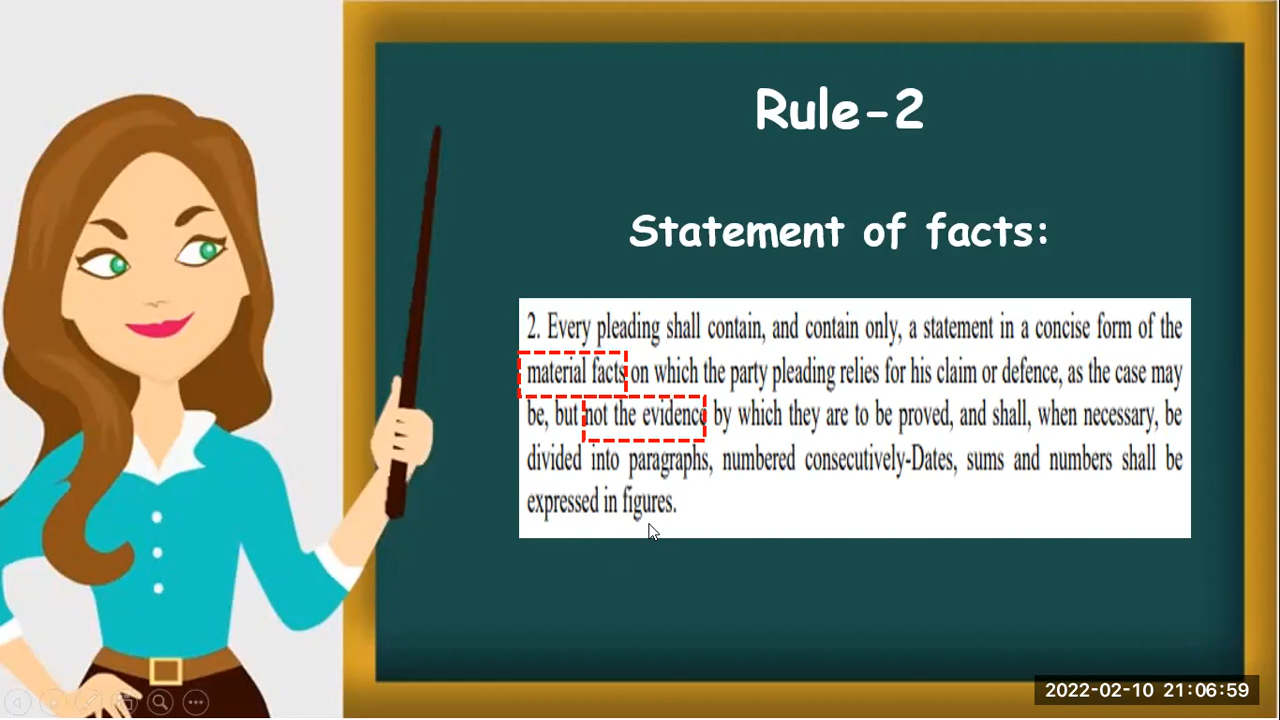 Rule-2
Statement of facts:
2. Every pleading shall contain, and contain only, a statement in a concise form of the
material facts on which the party pleading relies for his claim or defence, as the case may
be, but not the evidence by which they are to be proved, and shall, when necessary, be
divided into paragraphs, numbered consecutively-Dates, sums and numbers shall be
expressed in figures.
2022-02-10 21:06:59